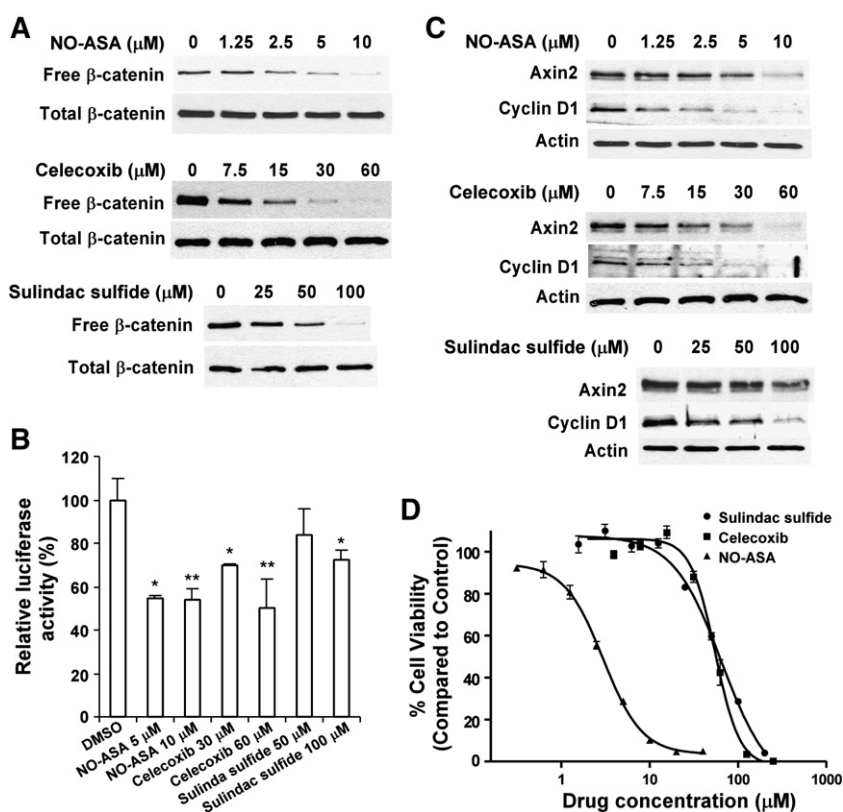 A
NO-ASA (μM) 0 1.25 2.5 5 10
Free β-catenin
Total β-catenin
Celecoxib (μM) 0 7.5 15 30 60
Free β-catenin
Total β-catenin
Sulindac sulfide (μM) 0 25 50 100
Free β-catenin
Total β-catenin
B
Relative luciferase
activity (%)
120
100
80
60
40
20
0
DMSO
NO-ASA 5 μM
NO-ASA 10 μM
Celecoxib 30 μM
Celecoxib 60 μM
Sulinda sulfide 50 μM
Sulindac sulfide 100 μM
*
**
*
**
*
C
NO-ASA (μM) 0 1.25 2.5 5 10
Axin2
Cyclin D1
Actin
Celecoxib (μM) 0 7.5 15 30 60
Axin2
Cyclin D1
Actin
Sulindac sulfide (μM) 0 25 50 100
Axin2
Cyclin D1
Actin
D
Sulindac sulfide
Celecoxib
NO-ASA
% Cell Viability
(Compared to Control)
100
80
60
40
20
0
1 10 100 1000
Drug concentration (μM)